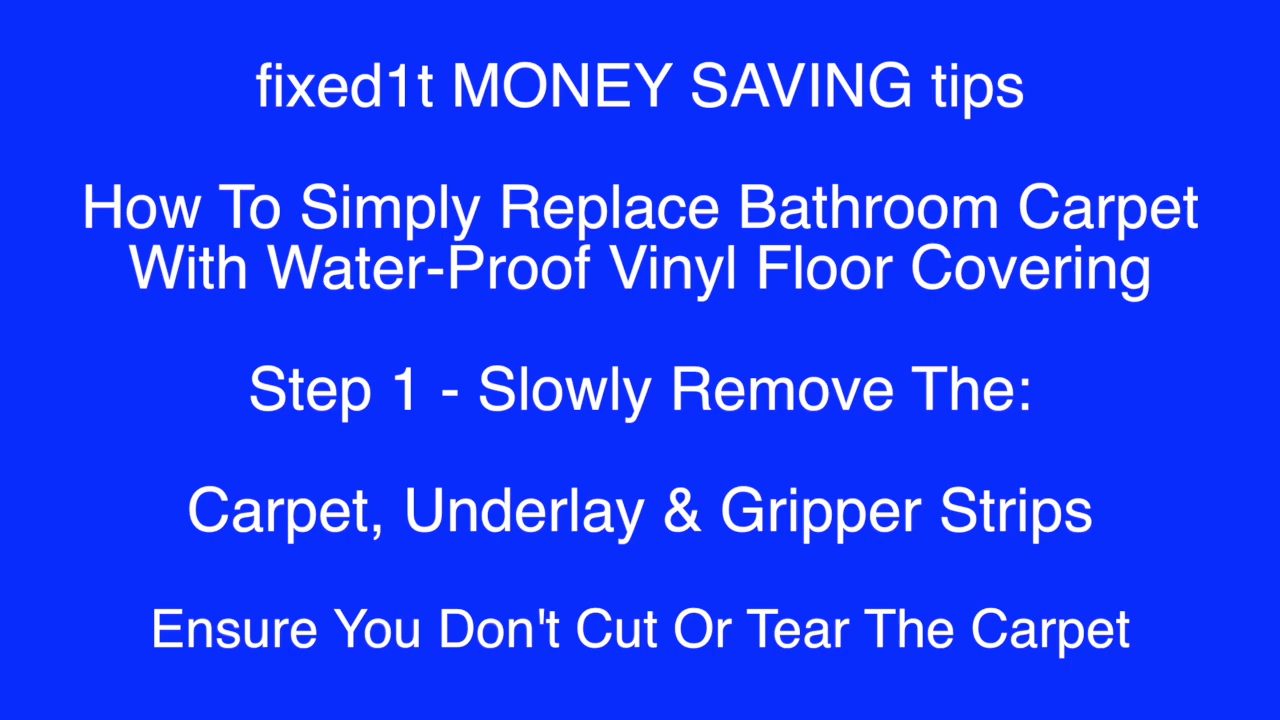 fixed1t MONEY SAVING tips
How To Simply Replace Bathroom Carpet
With Water-Proof Vinyl Floor Covering
Step 1 - Slowly Remove The:
Carpet, Underlay & Gripper Strips
Ensure You Don't Cut Or Tear The Carpet